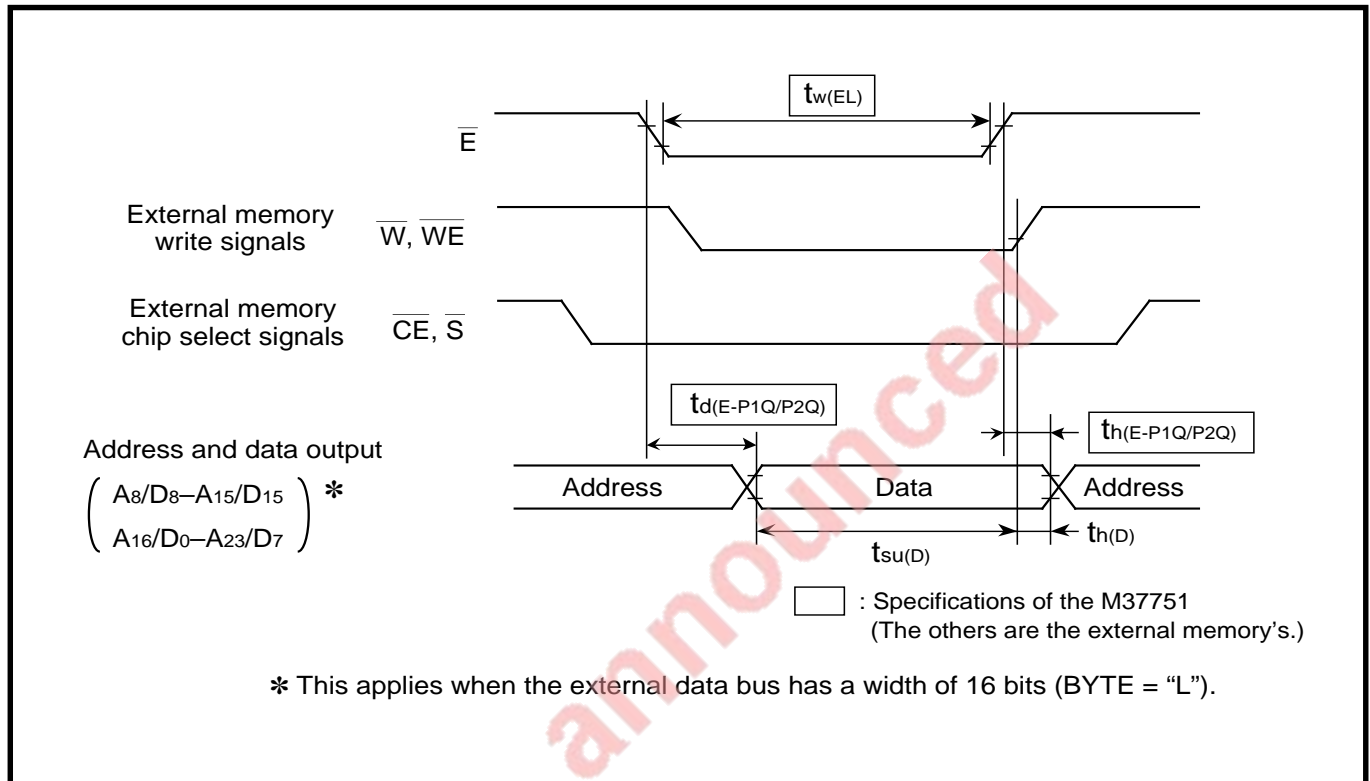 tw(EL)
E
External memory
write signals
W, WE
External memory
chip select signals
CE, S
td(E-P1Q/P2Q)
th(E-P1Q/P2Q)
Address and data output
A8/D8–A15/D15
A16/D0–A23/D7
✻
Address
Data
Address
tsu(D)
th(D)
: Specifications of the M37751
(The others are the external memory's.)
✻ This applies when the external data bus has a width of 16 bits (BYTE = “L”).
announced